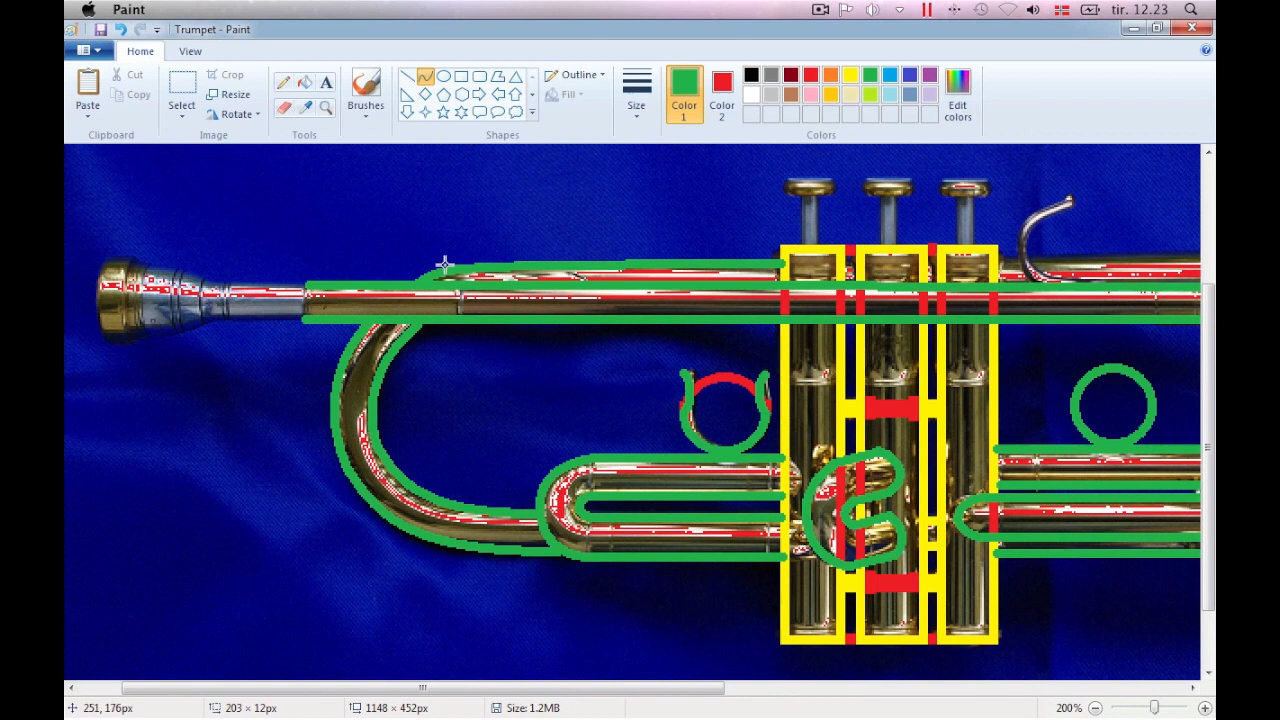 Paint
tir. 12.23
Trumpet - Paint
Home
View
Paste
Cut
Copy
Clipboard
Select
Crop
Resize
Rotate
Image
A
Tools
Brushes
Outline
Fill
Shapes
Size
Color 1
Color 2
Edit colors
Colors
251, 176px
203 × 12px
1148 × 452px
Size: 1.2MB
200%